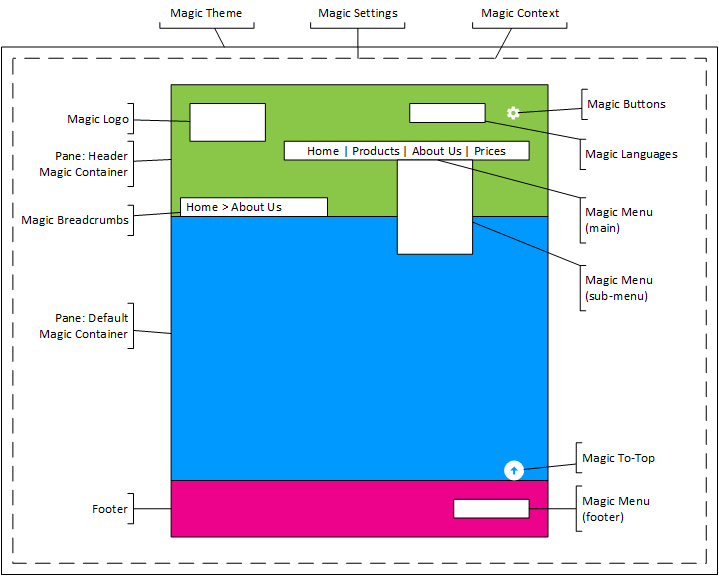 Magic Theme
Magic Settings
Magic Context
Magic Logo
Magic Buttons
Pane: Header
Magic Container
Home | Products | About Us | Prices
Magic Languages
Magic Breadcrumbs
Home > About Us
Magic Menu
(main)
Magic Menu
(sub-menu)
Pane: Default
Magic Container
Magic To-Top
Footer
Magic Menu
(footer)